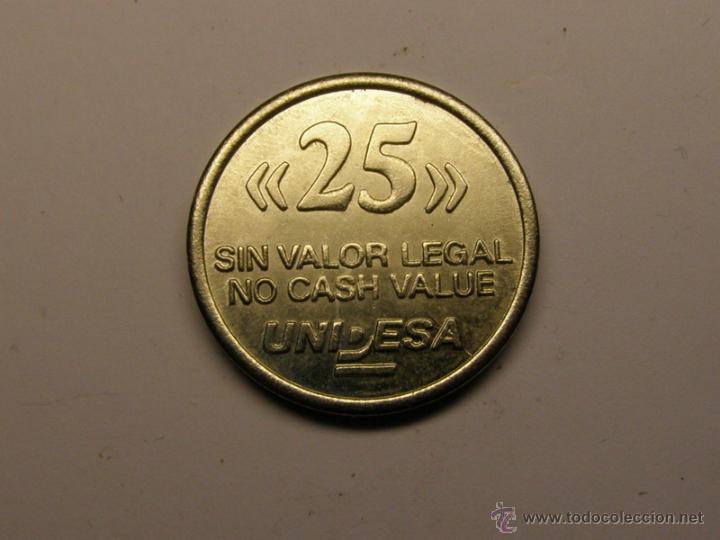 «25»
SIN VALOR LEGAL
NO CASH VALUE
UNIDESA
© www.todocoleccion.net